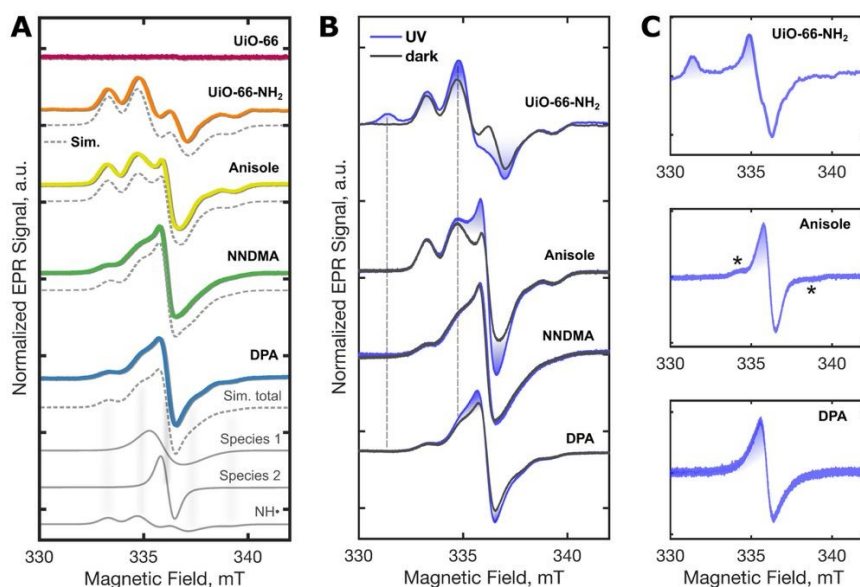 A
UiO-66
UiO-66-NH2
Sim.
Anisole
NNDMA
DPA
Sim. total
Species 1
Species 2
NH•
Normalized EPR Signal, a.u.
330 335 340
Magnetic Field, mT
B
UV
dark
UiO-66-NH2
Anisole
NNDMA
DPA
Normalized EPR Signal, a.u.
330 335 340
Magnetic Field, mT
C
UiO-66-NH2
330 335 340
Anisole
* *
330 335 340
DPA
330 335 340
Magnetic Field, mT